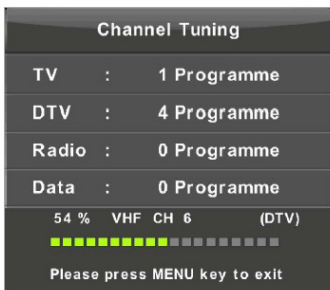 Channel Tuning
TV : 1 Programme
DTV : 4 Programme
Radio : 0 Programme
Data : 0 Programme
54 % VHF CH 6 (DTV)
Please press MENU key to exit